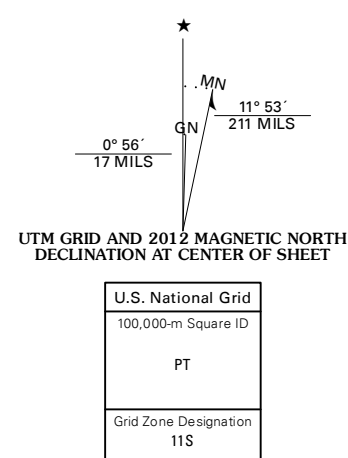 ★
MN
11° 53´
211 MILS
GN
0° 56´
17 MILS
UTM GRID AND 2012 MAGNETIC NORTH
DECLINATION AT CENTER OF SHEET
U.S. National Grid
100,000-m Square ID
PT
Grid Zone Designation
11S